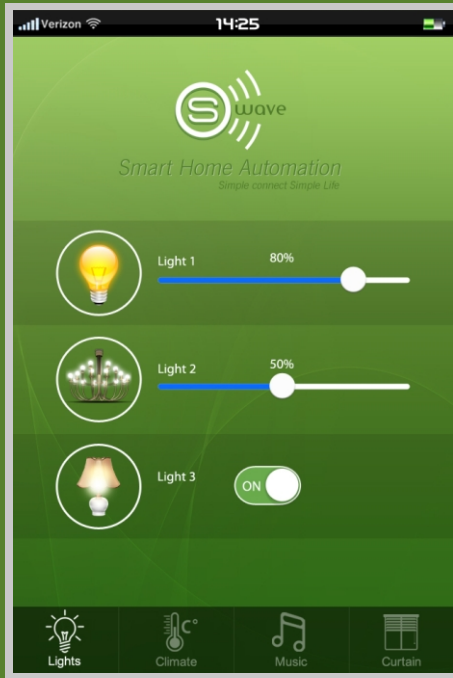 Verizon 14:25
S wave
Smart Home Automation
Simple connect Simple Life
Light 1 80%
Light 2 50%
Light 3 ON
C°
Lights Climate Music Curtain